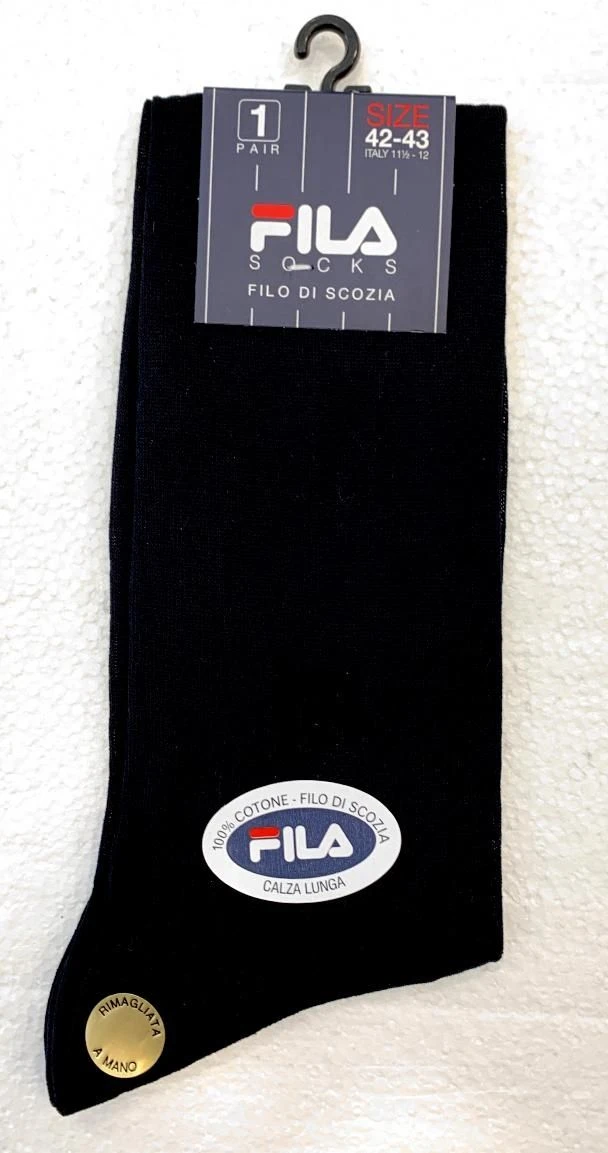 1
PAIR
SIZE
42-43
ITALY 11½ - 12
FILA
SOCKS
FILO DI SCOZIA
100% COTONE - FILO DI SCOZIA
FILA
CALZA LUNGA
RIMAGLIATA
A MANO